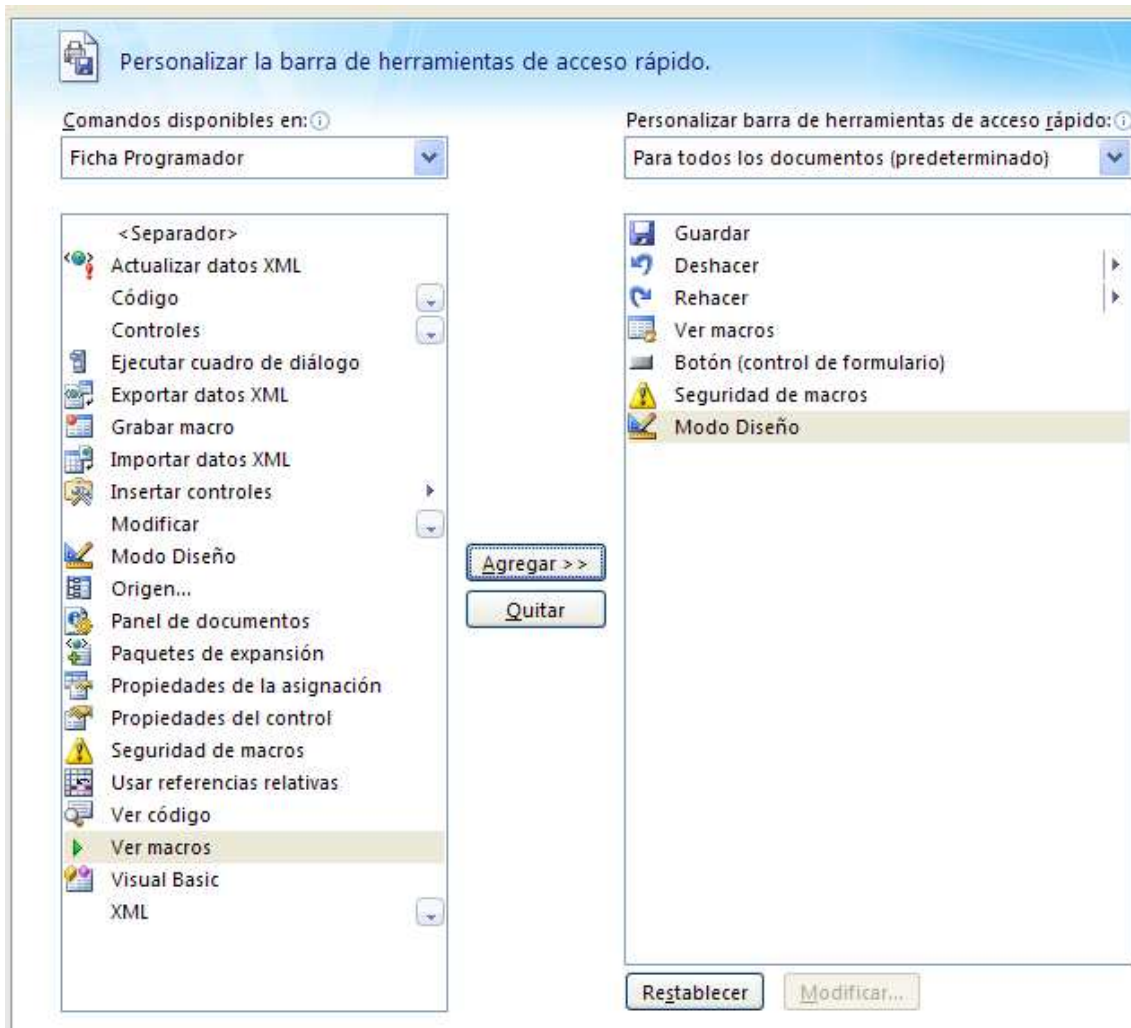 Personalizar la barra de herramientas de acceso rápido.
Comandos disponibles en:
Ficha Programador
<Separador>
Actualizar datos XML
Código
Controles
Ejecutar cuadro de diálogo
Exportar datos XML
Grabar macro
Importar datos XML
Insertar controles
Modificar
Modo Diseño
Origen...
Panel de documentos
Paquetes de expansión
Propiedades de la asignación
Propiedades del control
Seguridad de macros
Usar referencias relativas
Ver código
Ver macros
Visual Basic
XML
Agregar >>
Quitar
Personalizar barra de herramientas de acceso rápido:
Para todos los documentos (predeterminado)
Guardar
Deshacer
Rehacer
Ver macros
Botón (control de formulario)
Seguridad de macros
Modo Diseño
Restablecer
Modificar...